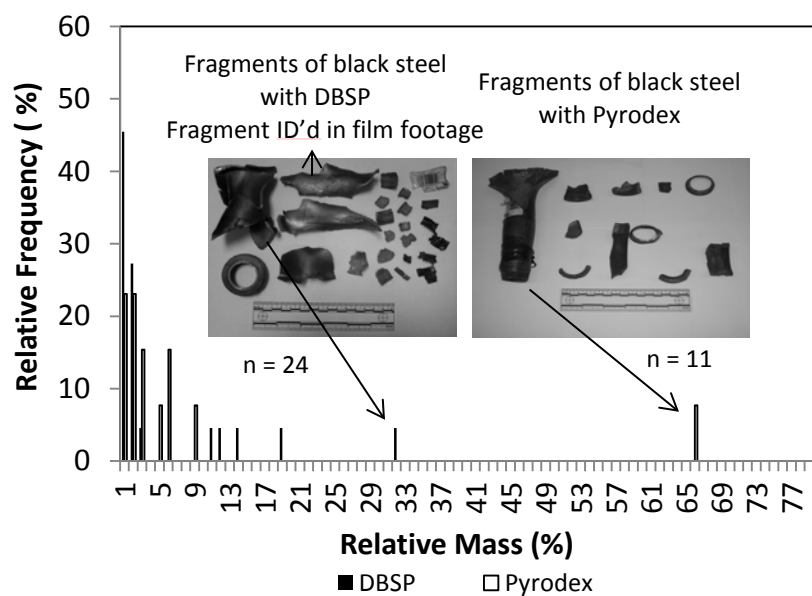 60
50
40
30
20
10
0
Relative Frequency ( %)
Fragments of black steel
with DBSP
Fragment ID'd in film footage
Fragments of black steel
with Pyrodex
n = 24
n = 11
1 5 9 13 17 21 25 29 33 37 41 45 49 53 57 61 65 69 73 77
Relative Mass (%)
DBSP Pyrodex